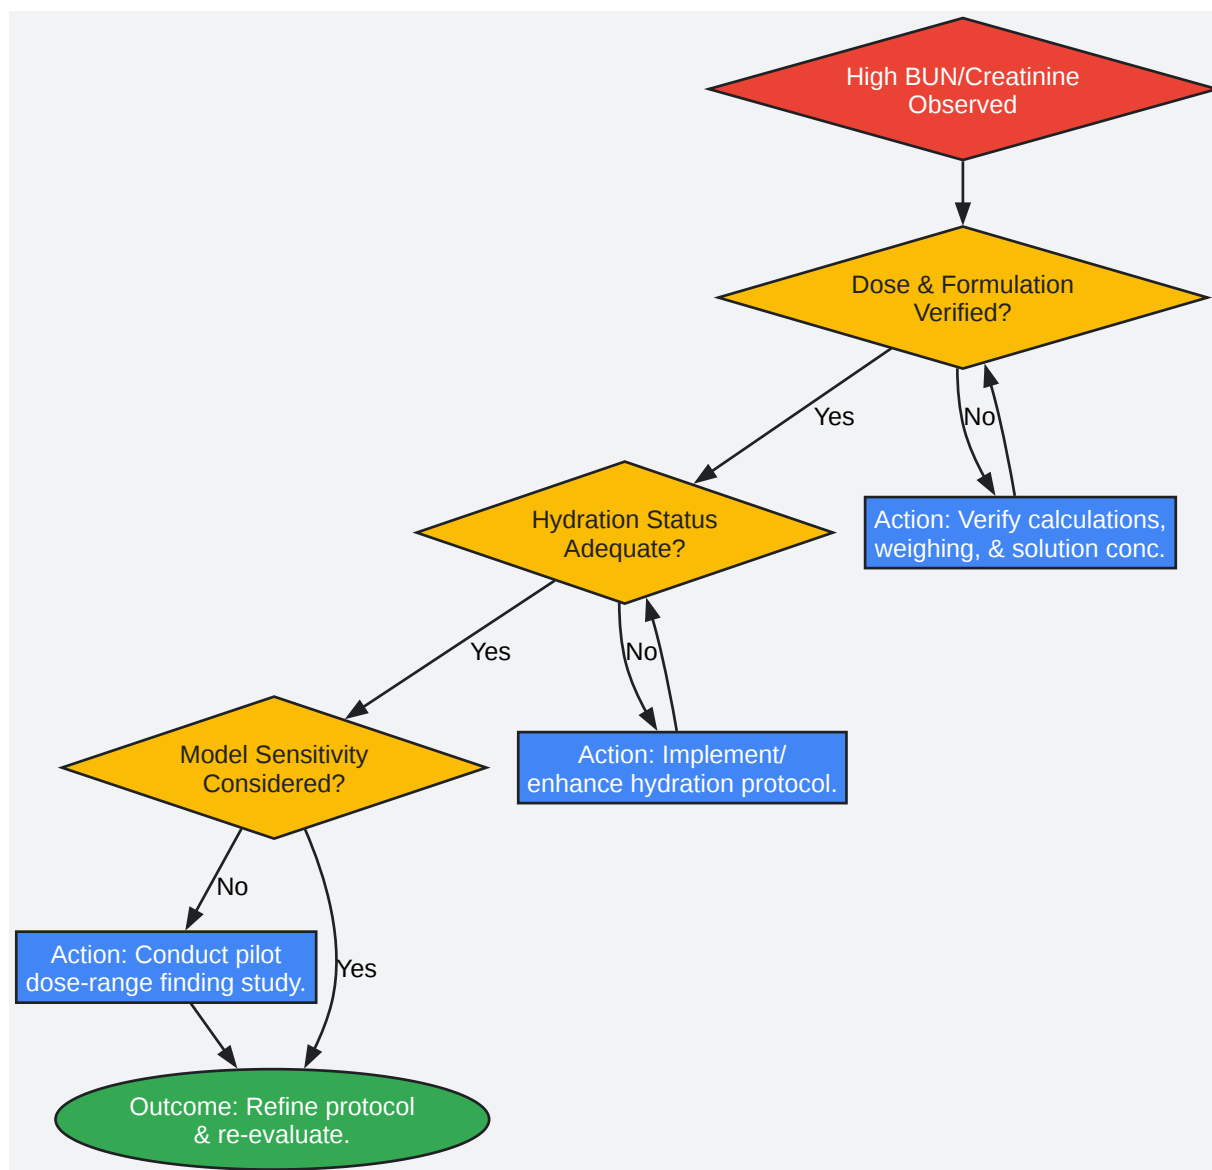 High BUN/Creatinine
Observed
Dose & Formulation
Verified?
Yes
No
Action: Verify calculations,
weighing, & solution conc.
Hydration Status
Adequate?
Yes
No
Action: Implement/
enhance hydration protocol.
Model Sensitivity
Considered?
No
Yes
Action: Conduct pilot
dose-range finding study.
Outcome: Refine protocol
& re-evaluate.